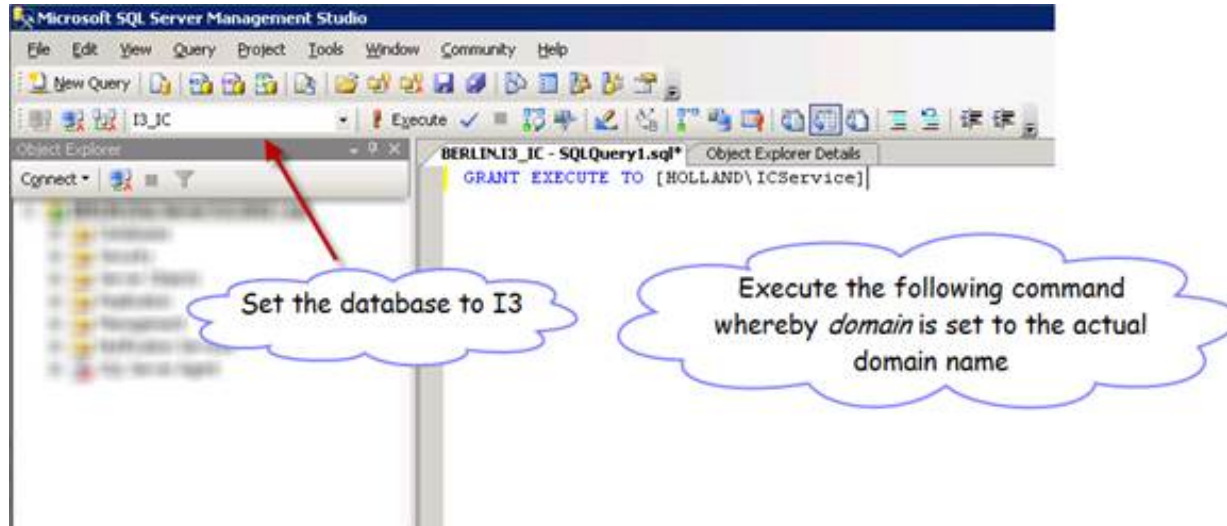 Microsoft SQL Server Management Studio
File Edit View Query Project Tools Window Community Help
New Query
I3_IC Execute
Object Explorer
BERLIN.I3_IC - SQLQuery1.sql* Object Explorer Details
Connect
GRANT EXECUTE TO [HOLLAND\ICService]
Set the database to I3
Execute the following command
whereby domain is set to the actual
domain name